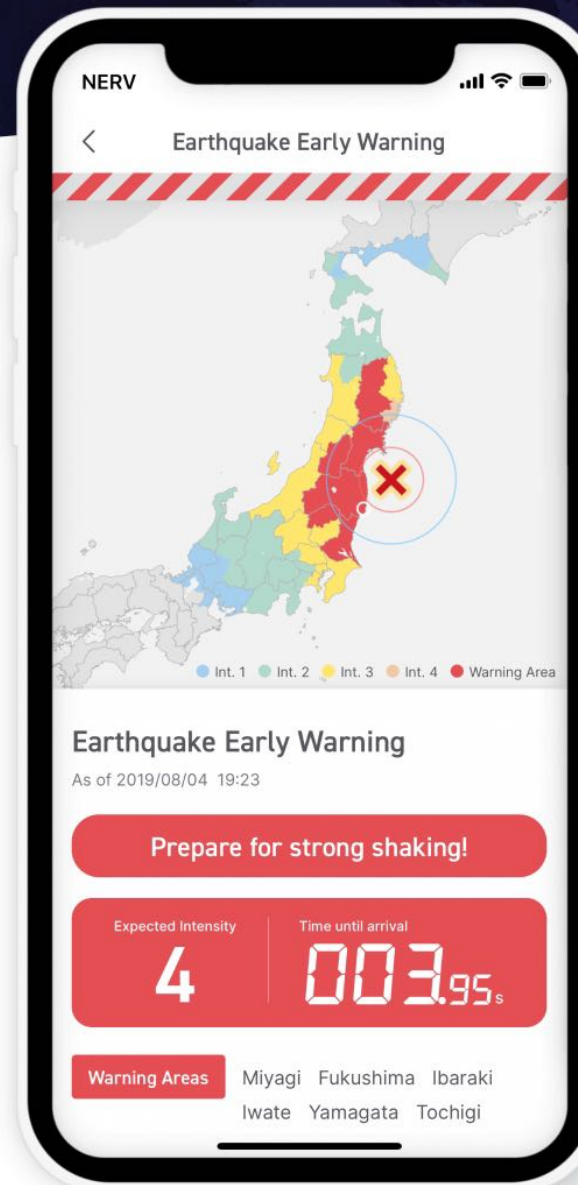 NERV
Earthquake Early Warning
Int. 1 Int. 2 Int. 3 Int. 4 Warning Area
Earthquake Early Warning
As of 2019/08/04 19:23
Prepare for strong shaking!
Expected Intensity Time until arrival
4 003.95s
Warning Areas Miyagi Fukushima Ibaraki
Iwate Yamagata Tochigi